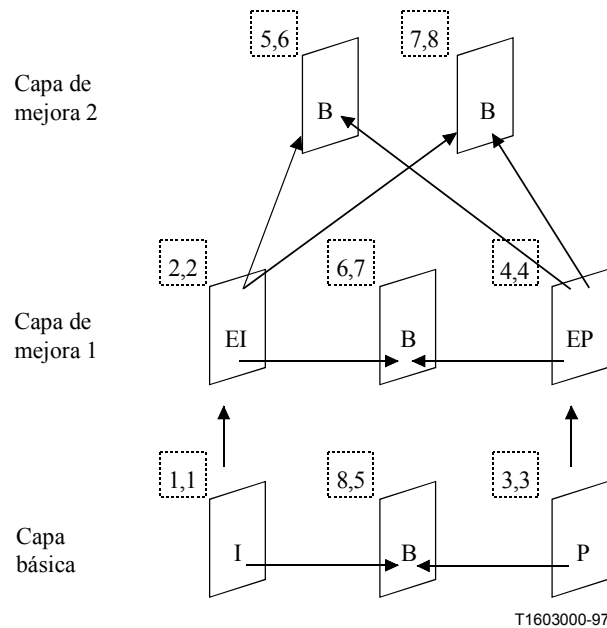 5,6
7,8
Capa de
mejora 2
B
B
2,2
6,7
4,4
Capa de
mejora 1
EI
B
EP
1,1
8,5
3,3
Capa
básica
I
B
P
T1603000-97